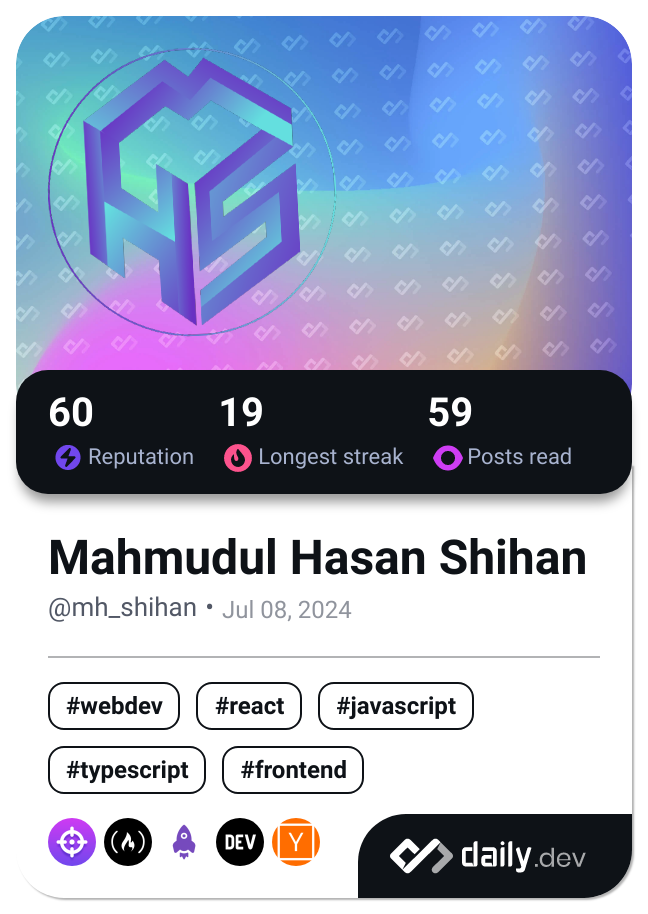 60 19 59
Reputation Longest streak Posts read
Mahmudul Hasan Shihan
@mh_shihan • Jul 08, 2024
#webdev #react #javascript
#typescript #frontend
DEV Y
daily.dev